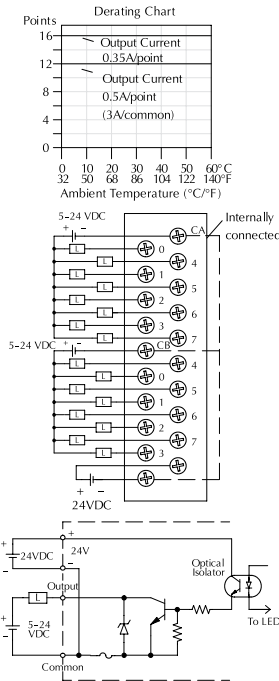 Derating Chart
Points
16
Output Current
0.35A/point
12
Output Current
0.5A/point
(3A/common)
8
4
0
0 10 20 30 40 50 60°C
32 50 68 86 104 122 140°F
Ambient Temperature (°C/°F)
5-24 VDC
Internally
connected
+ -
CA
L
0
L
4
L
1
L
5
L
2
L
6
L
3
L
7
5-24 VDC
+ -
CB
L
4
L
0
L
5
L
1
L
6
L
2
L
7
L
3
+ -
24VDC
+
+
24VDC
24V
-
-
Optical
Isolator
Output
L
+
5-24
VDC
-
To LED
Common